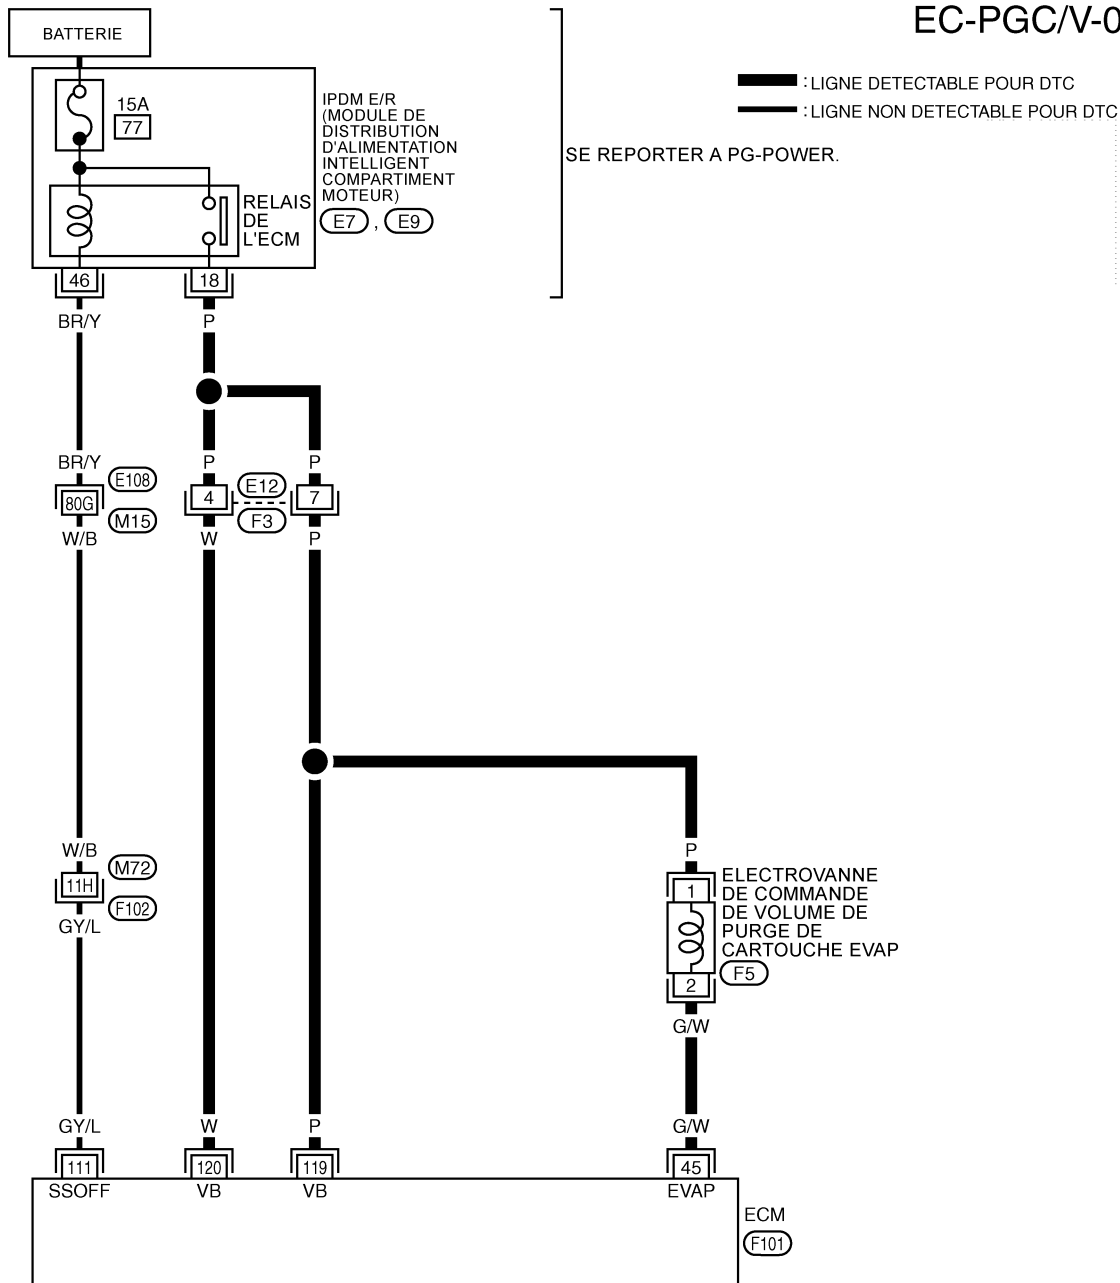 EC-PGC/V-0
BATTERIE
: LIGNE DETECTABLE POUR DTC
: LIGNE NON DETECTABLE POUR DTC
15A
77
IPDM E/R
(MODULE DE
DISTRIBUTION
D'ALIMENTATION
INTELLIGENT
COMPARTIMENT
MOTEUR)
E7 , E9
SE REPORTER A PG-POWER.
RELAIS
DE
L'ECM
46 18
BR/Y P
BR/Y P P
80G E108 M15 4 E12 F3 7
W/B W P
W/B
11H M72 F102
GY/L
P
1
ELECTROVANNE
DE COMMANDE
DE VOLUME DE
PURGE DE
CARTOUCHE EVAP
F5
2
G/W
GY/L W P G/W
111 120 119 45
SSOFF VB VB EVAP
ECM
F101